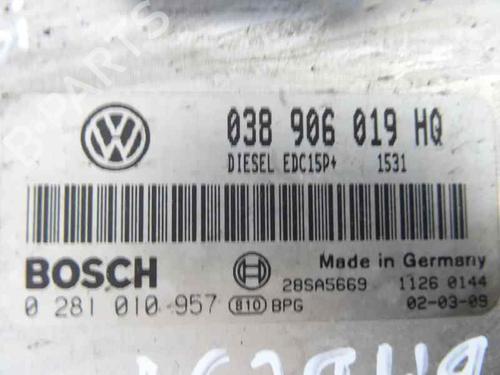 038 906 019 HQ
DIESEL EDC15P+ 1531
BOSCH
Made in Germany
28SA5669 1126 0144
0 281 010 957 810 BPG 02-03-09